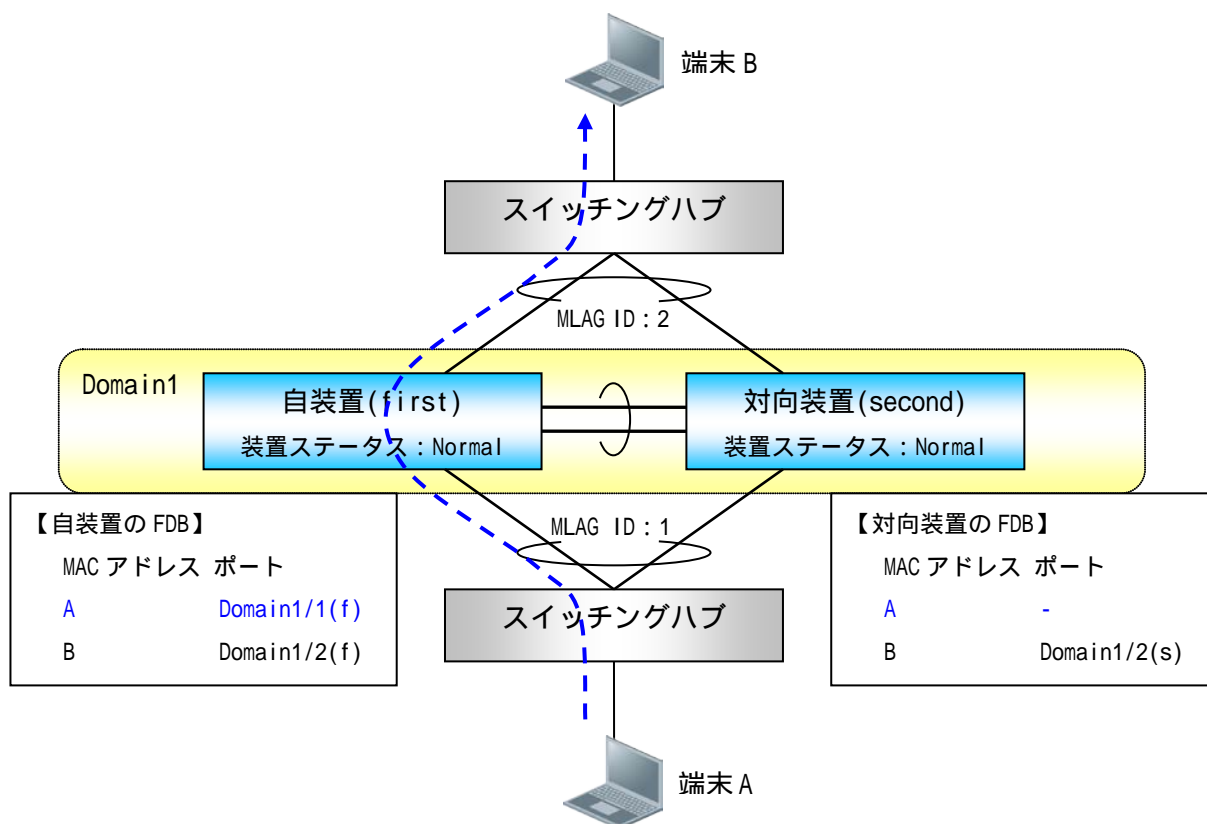 端末 B
スイッチングハブ
MLAG ID：2
Domain1
自装置(first)
装置ステータス：Normal
対向装置(second)
装置ステータス：Normal
【自装置の FDB】
MAC アドレス ポート
A Domain1/1(f)
B Domain1/2(f)
MLAG ID：1
【対向装置の FDB】
MAC アドレス ポート
A -
B Domain1/2(s)
スイッチングハブ
端末 A